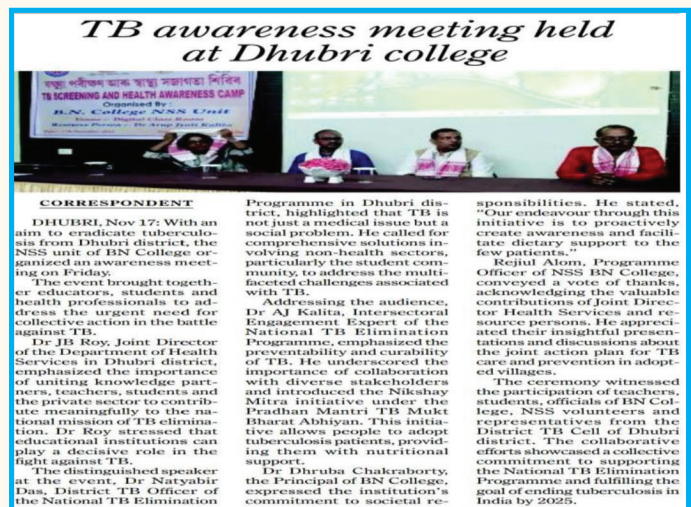 TB awareness meeting held
at Dhubri college
যক্ষ্মা পৰীক্ষণ আৰু স্বাস্থ্য সজাগতা শিবিৰ
TB SCREENING AND HEALTH AWARENESS CAMP
Organised By :
B.N. College NSS Unit
Venue :- Digital Class Room
Resource Person :- Dr Arup Jyoti Kalita
CORRESPONDENT
DHUBRI, Nov 17: With an
aim to eradicate tuberculo-
sis from Dhubri district, the
NSS unit of BN College or-
ganized an awareness meet-
ing on Friday.
The event brought togeth-
er educators, students and
health professionals to ad-
dress the urgent need for
collective action in the battle
against TB.
Dr JB Roy, Joint Director
of the Department of Health
Services in Dhubri district,
emphasized the importance
of uniting knowledge part-
ners, teachers, students and
the private sector to contrib-
ute meaningfully to the na-
tional mission of TB elimina-
tion. Dr Roy stressed that
educational institutions can
play a decisive role in the
fight against TB.
The distinguished speaker
at the event, Dr Natyabir
Das, District TB Officer of
the National TB Elimination
Programme in Dhubri dis-
trict, highlighted that TB is
not just a medical issue but a
social problem. He called for
comprehensive solutions in-
volving non-health sectors,
particularly the student com-
munity, to address the multi-
faceted challenges associated
with TB.
Addressing the audience,
Dr AJ Kalita, Intersectoral
Engagement Expert of the
National TB Elimination
Programme, emphasized the
preventability and curability
of TB. He underscored the
importance of collaboration
with diverse stakeholders
and introduced the Nikshay
Mitra initiative under the
Pradhan Mantri TB Mukt
Bharat Abhiyan. This initia-
tive allows people to adopt
tuberculosis patients, provid-
ing them with nutritional
support.
Dr Dhruba Chakraborty,
the Principal of BN College,
expressed the institution's
commitment to societal re-
sponsibilities. He stated,
"Our endeavour through this
initiative is to proactively
create awareness and facili-
tate dietary support to the
few patients."
Rejiul Alom, Programme
Officer of NSS BN College,
conveyed a vote of thanks,
acknowledging the valuable
contributions of Joint Direc-
tor Health Services and re-
source persons. He appreci-
ated their insightful presen-
tations and discussions about
the joint action plan for TB
care and prevention in adopt-
ed villages.
The ceremony witnessed
the participation of teachers,
students, officials of BN Col-
lege, NSS volunteers and
representatives from the
District TB Cell of Dhubri
district. The collaborative
efforts showcased a collective
commitment to supporting
the National TB Elimination
Programme and fulfilling the
goal of ending tuberculosis in
India by 2025.